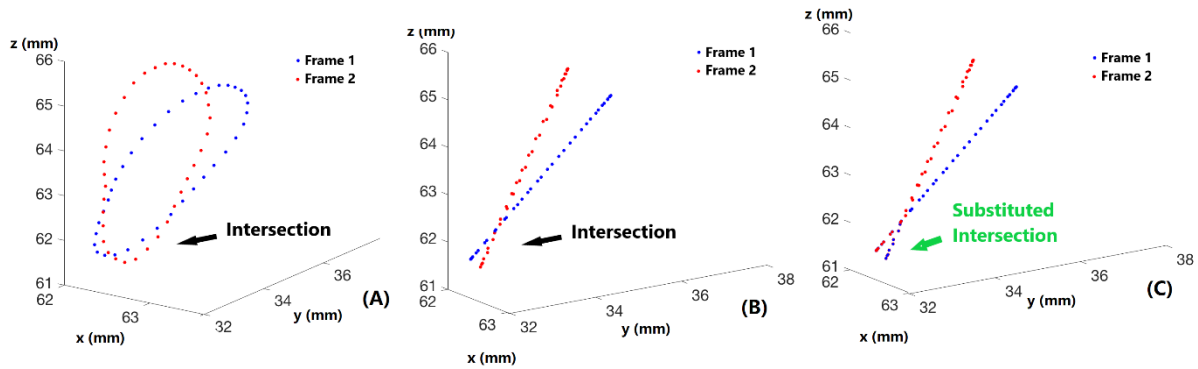 z (mm)
66
65
64
63
62
61
62
63
x (mm)
32
34
36
y (mm)
Frame 1
Frame 2
Intersection
(A)
z (mm)
66
65
64
63
62
61
62
63
x (mm)
32
34
36
38
y (mm)
Frame 1
Frame 2
Intersection
(B)
z (mm)
66
65
64
63
62
61
62
63
x (mm)
32
34
36
38
y (mm)
Frame 1
Frame 2
Substituted
Intersection
(C)